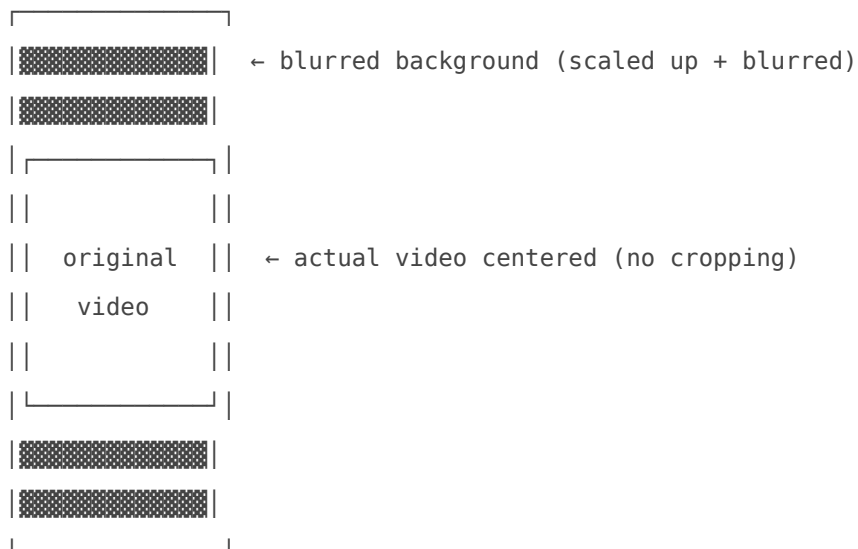 ← blurred background (scaled up + blurred)
original ← actual video centered (no cropping)
video